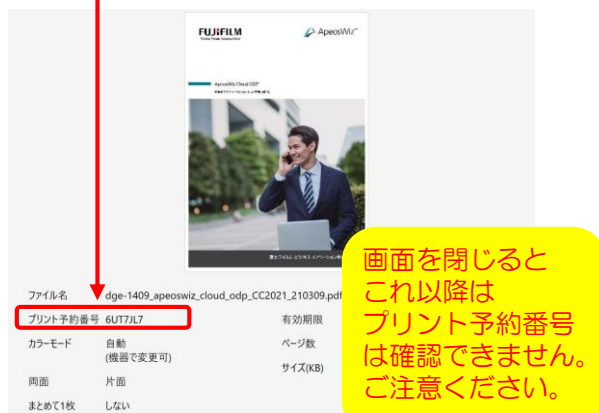 FUJIFILM
ApeosWiz
ApeosWiz Cloud ODP
ファイル名 dge-1409_apeoswiz_cloud_odp_CC2021_210309.pdf
プリント予約番号 6UT7JL7
有効期限
カラーモード 自動
(機器で変更可)
ページ数
サイズ(KB)
両面 片面
まとめて1枚 しない
画面を閉じると
これ以降は
プリント予約番号
は確認できません。
ご注意ください。